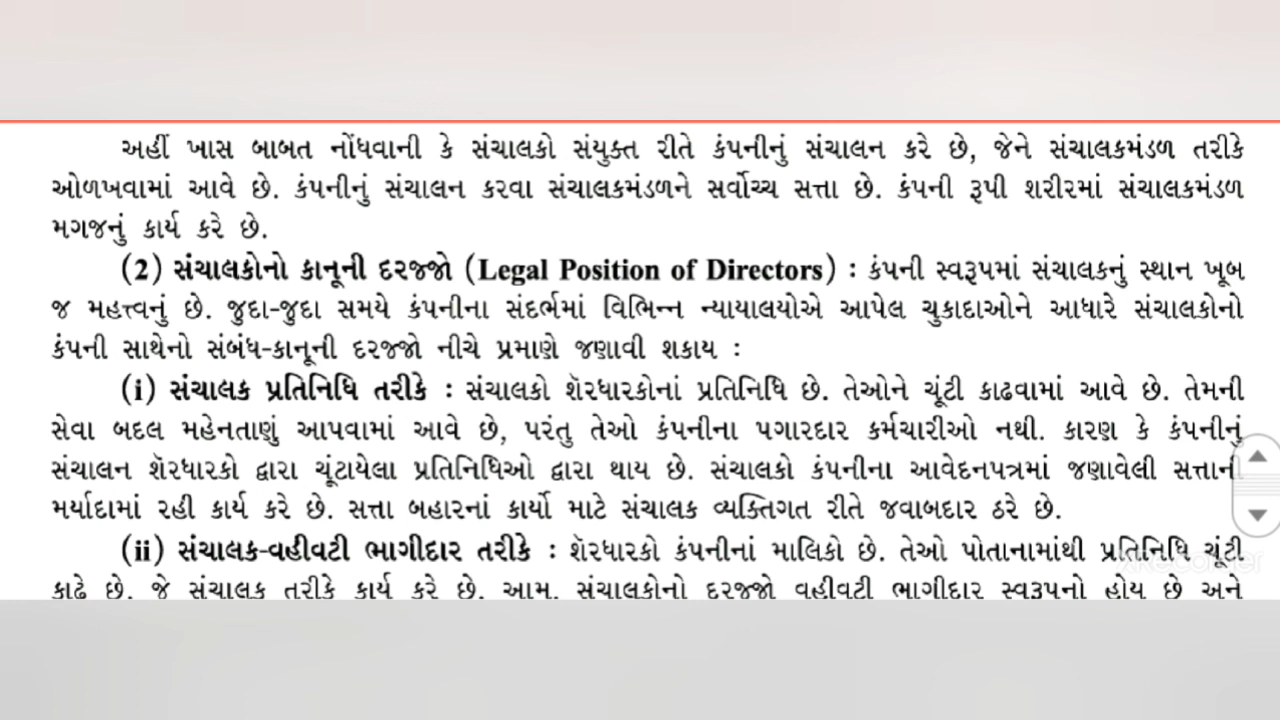 અહીં ખાસ બાબત નોંધવાની કે સંચાલકો સંયુક્ત રીતે કંપનીનું સંચાલન કરે છે, જેને સંચાલકમંડળ તરીકે
ઓળખવામાં આવે છે. કંપનીનું સંચાલન કરવા સંચાલકમંડળને સર્વોચ્ચ સત્તા છે. કંપની રૂપી શરીરમાં સંચાલકમંડળ
મગજનું કાર્ય કરે છે.
(2) સંચાલકોનો કાનૂની દરજ્જો (Legal Position of Directors) : કંપની સ્વરૂપમાં સંચાલકનું સ્થાન ખૂબ
જ મહત્ત્વનું છે. જુદા-જુદા સમયે કંપનીના સંદર્ભમાં વિભિન્ન ન્યાયાલયોએ આપેલ ચુકાદાઓને આધારે સંચાલકોનો
કંપની સાથેનો સંબંધ-કાનૂની દરજ્જો નીચે પ્રમાણે જણાવી શકાય :
(i) સંચાલક પ્રતિનિધિ તરીકે : સંચાલકો શૅરધારકોનાં પ્રતિનિધિ છે. તેઓને ચૂંટી કાઢવામાં આવે છે. તેમની
સેવા બદલ મહેનતાણું આપવામાં આવે છે, પરંતુ તેઓ કંપનીના પગારદાર કર્મચારીઓ નથી. કારણ કે કંપનીનું
સંચાલન શૅરધારકો દ્વારા ચૂંટાયેલા પ્રતિનિધિઓ દ્વારા થાય છે. સંચાલકો કંપનીના આવેદનપત્રમાં જણાવેલી સત્તાની
મર્યાદામાં રહી કાર્ય કરે છે. સત્તા બહારનાં કાર્યો માટે સંચાલક વ્યક્તિગત રીતે જવાબદાર ઠરે છે.
(ii) સંચાલક-વહીવટી ભાગીદાર તરીકે : શૅરધારકો કંપનીનાં માલિકો છે. તેઓ પોતાનામાંથી પ્રતિનિધિ ચૂંટી
કાઢે છે. જે સંચાલક તરીકે કાર્ય કરે છે. આમ, સંચાલકોનો દરજ્જો વહીવટી ભાગીદાર સ્વરૂપનો હોય છે અને